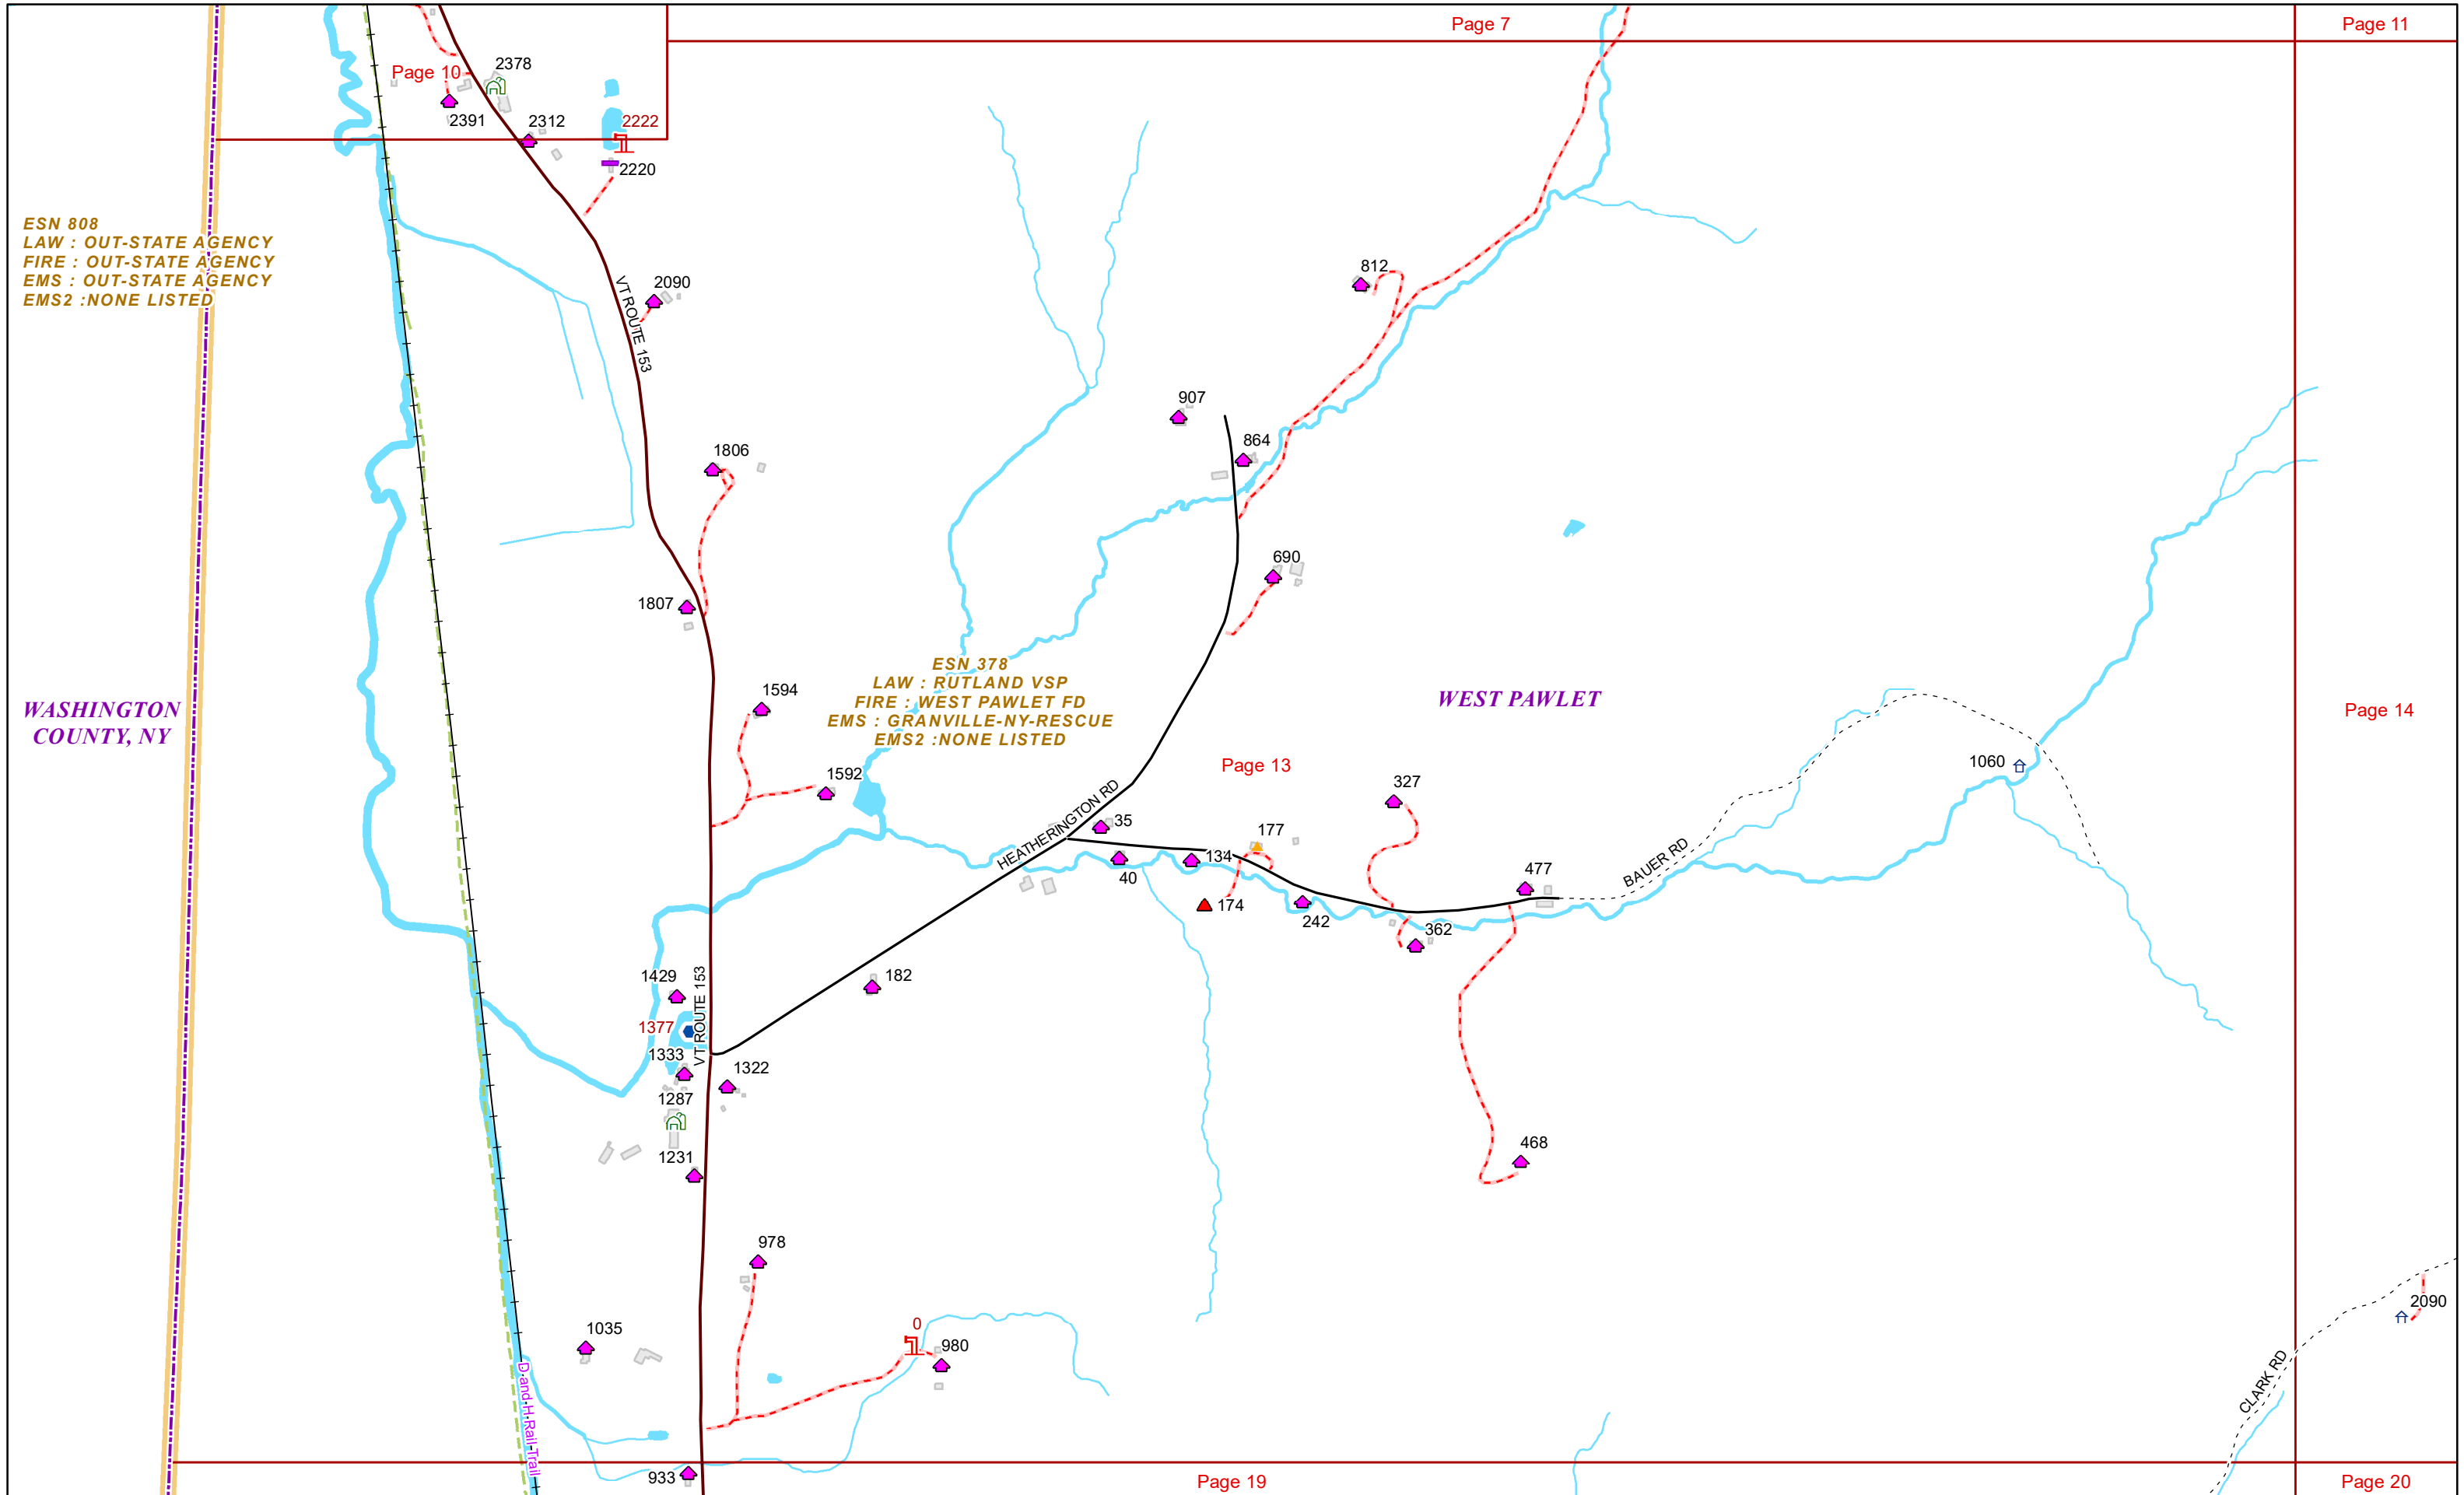 Page 7
Page 11
Page 10
2378
2391
2312
2222
2220
ESN 808
LAW : OUT-STATE AGENCY
FIRE : OUT-STATE AGENCY
EMS : OUT-STATE AGENCY
EMS2 :NONE LISTED
2090
VT ROUTE 153
812
907
864
1806
690
1807
ESN 378
LAW : RUTLAND VSP
FIRE : WEST PAWLET FD
EMS : GRANVILLE-NY-RESCUE
EMS2 :NONE LISTED
WASHINGTON
COUNTY, NY
1594
WEST PAWLET
Page 14
1592
Page 13
1060
327
HEATHERINGTON RD
35
177
134
40
BAUER RD
477
174
242
362
1429
182
VT ROUTE 153
1377
1333
1322
1287
1231
468
978
1035
0
980
2090
CLARK RD
D and H Rail Trail
933
Page 19
Page 20